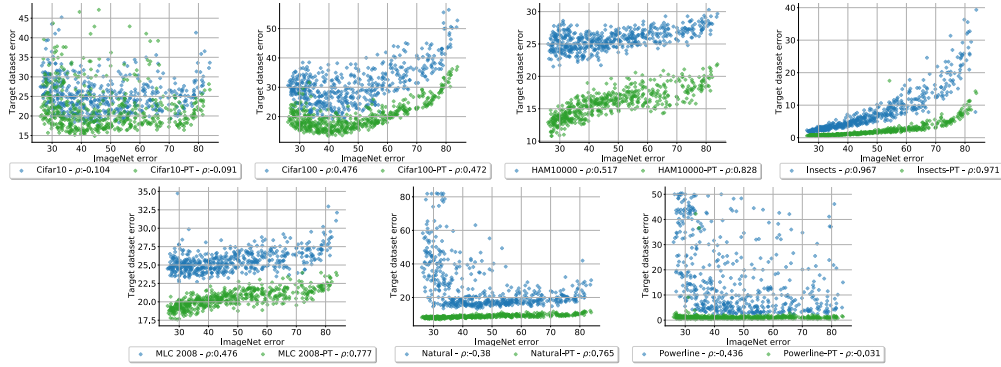 Target dataset error
45
40
35
30
25
20
15
30 40 50 60 70 80
ImageNet error
Cifar10 - ρ:-0.104 Cifar10-PT - ρ:-0.091
Target dataset error
50
40
30
20
30 40 50 60 70 80
ImageNet error
Cifar100 - ρ:0.476 Cifar100-PT - ρ:0.472
Target dataset error
30
25
20
15
10
30 40 50 60 70 80
ImageNet error
HAM10000 - ρ:0.517 HAM10000-PT - ρ:0.828
Target dataset error
40
30
20
10
0
30 40 50 60 70 80
ImageNet error
Insects - ρ:0.967 Insects-PT - ρ:0.971
Target dataset error
35.0
32.5
30.0
27.5
25.0
22.5
20.0
17.5
30 40 50 60 70 80
ImageNet error
MLC 2008 - ρ:0.476 MLC 2008-PT - ρ:0.777
Target dataset error
80
60
40
20
30 40 50 60 70 80
ImageNet error
Natural - ρ:-0.38 Natural-PT - ρ:0.765
Target dataset error
50
40
30
20
10
0
30 40 50 60 70 80
ImageNet error
Powerline - ρ:-0.436 Powerline-PT - ρ:-0.031